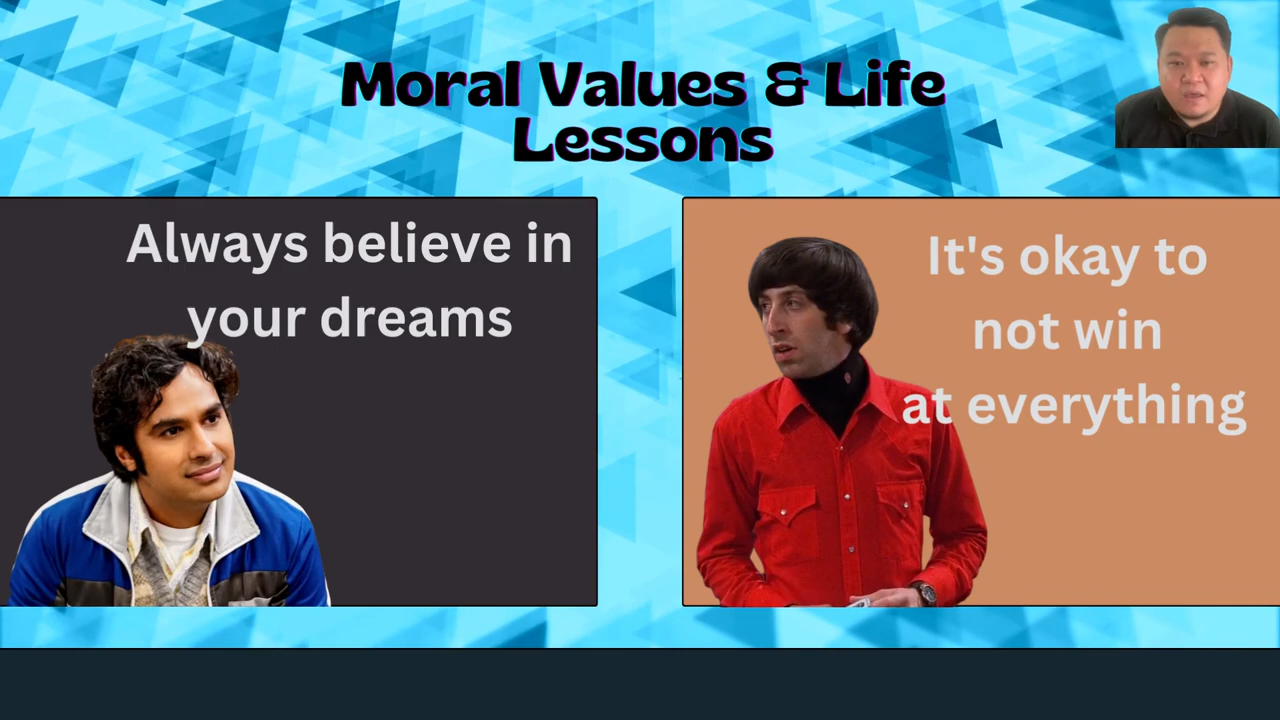 Moral Values & Life
Lessons
Always believe in
your dreams
It's okay to
not win
at everything